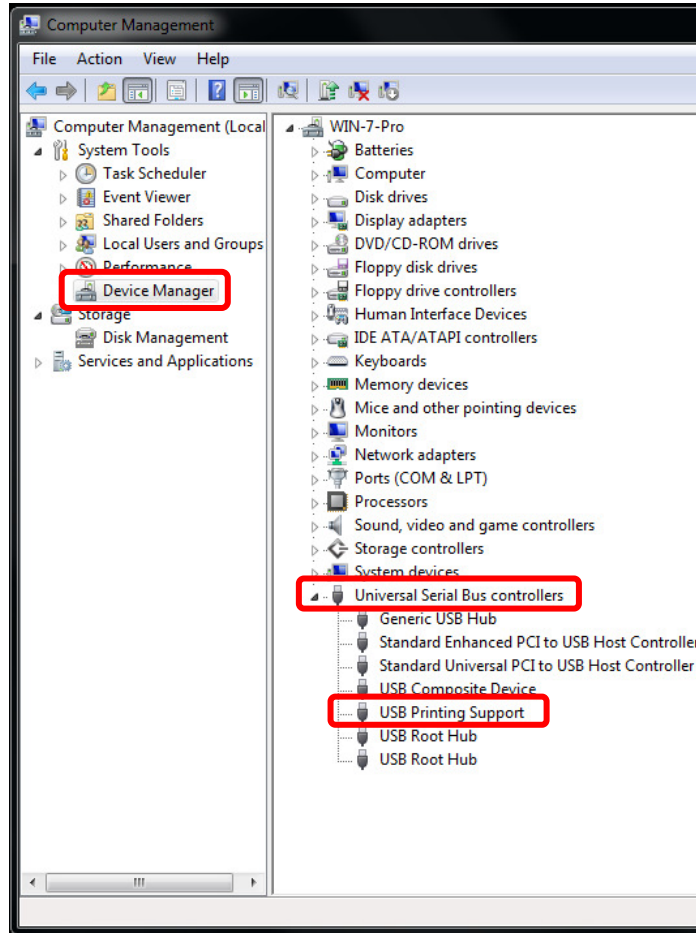 Computer Management
File Action View Help
Computer Management (Local
System Tools
Task Scheduler
Event Viewer
Shared Folders
Local Users and Groups
Performance
Device Manager
Storage
Disk Management
Services and Applications
WIN-7-Pro
Batteries
Computer
Disk drives
Display adapters
DVD/CD-ROM drives
Floppy disk drives
Floppy drive controllers
Human Interface Devices
IDE ATA/ATAPI controllers
Keyboards
Memory devices
Mice and other pointing devices
Monitors
Network adapters
Ports (COM & LPT)
Processors
Sound, video and game controllers
Storage controllers
System devices
Universal Serial Bus controllers
Generic USB Hub
Standard Enhanced PCI to USB Host Controller
Standard Universal PCI to USB Host Controller
USB Composite Device
USB Printing Support
USB Root Hub
USB Root Hub